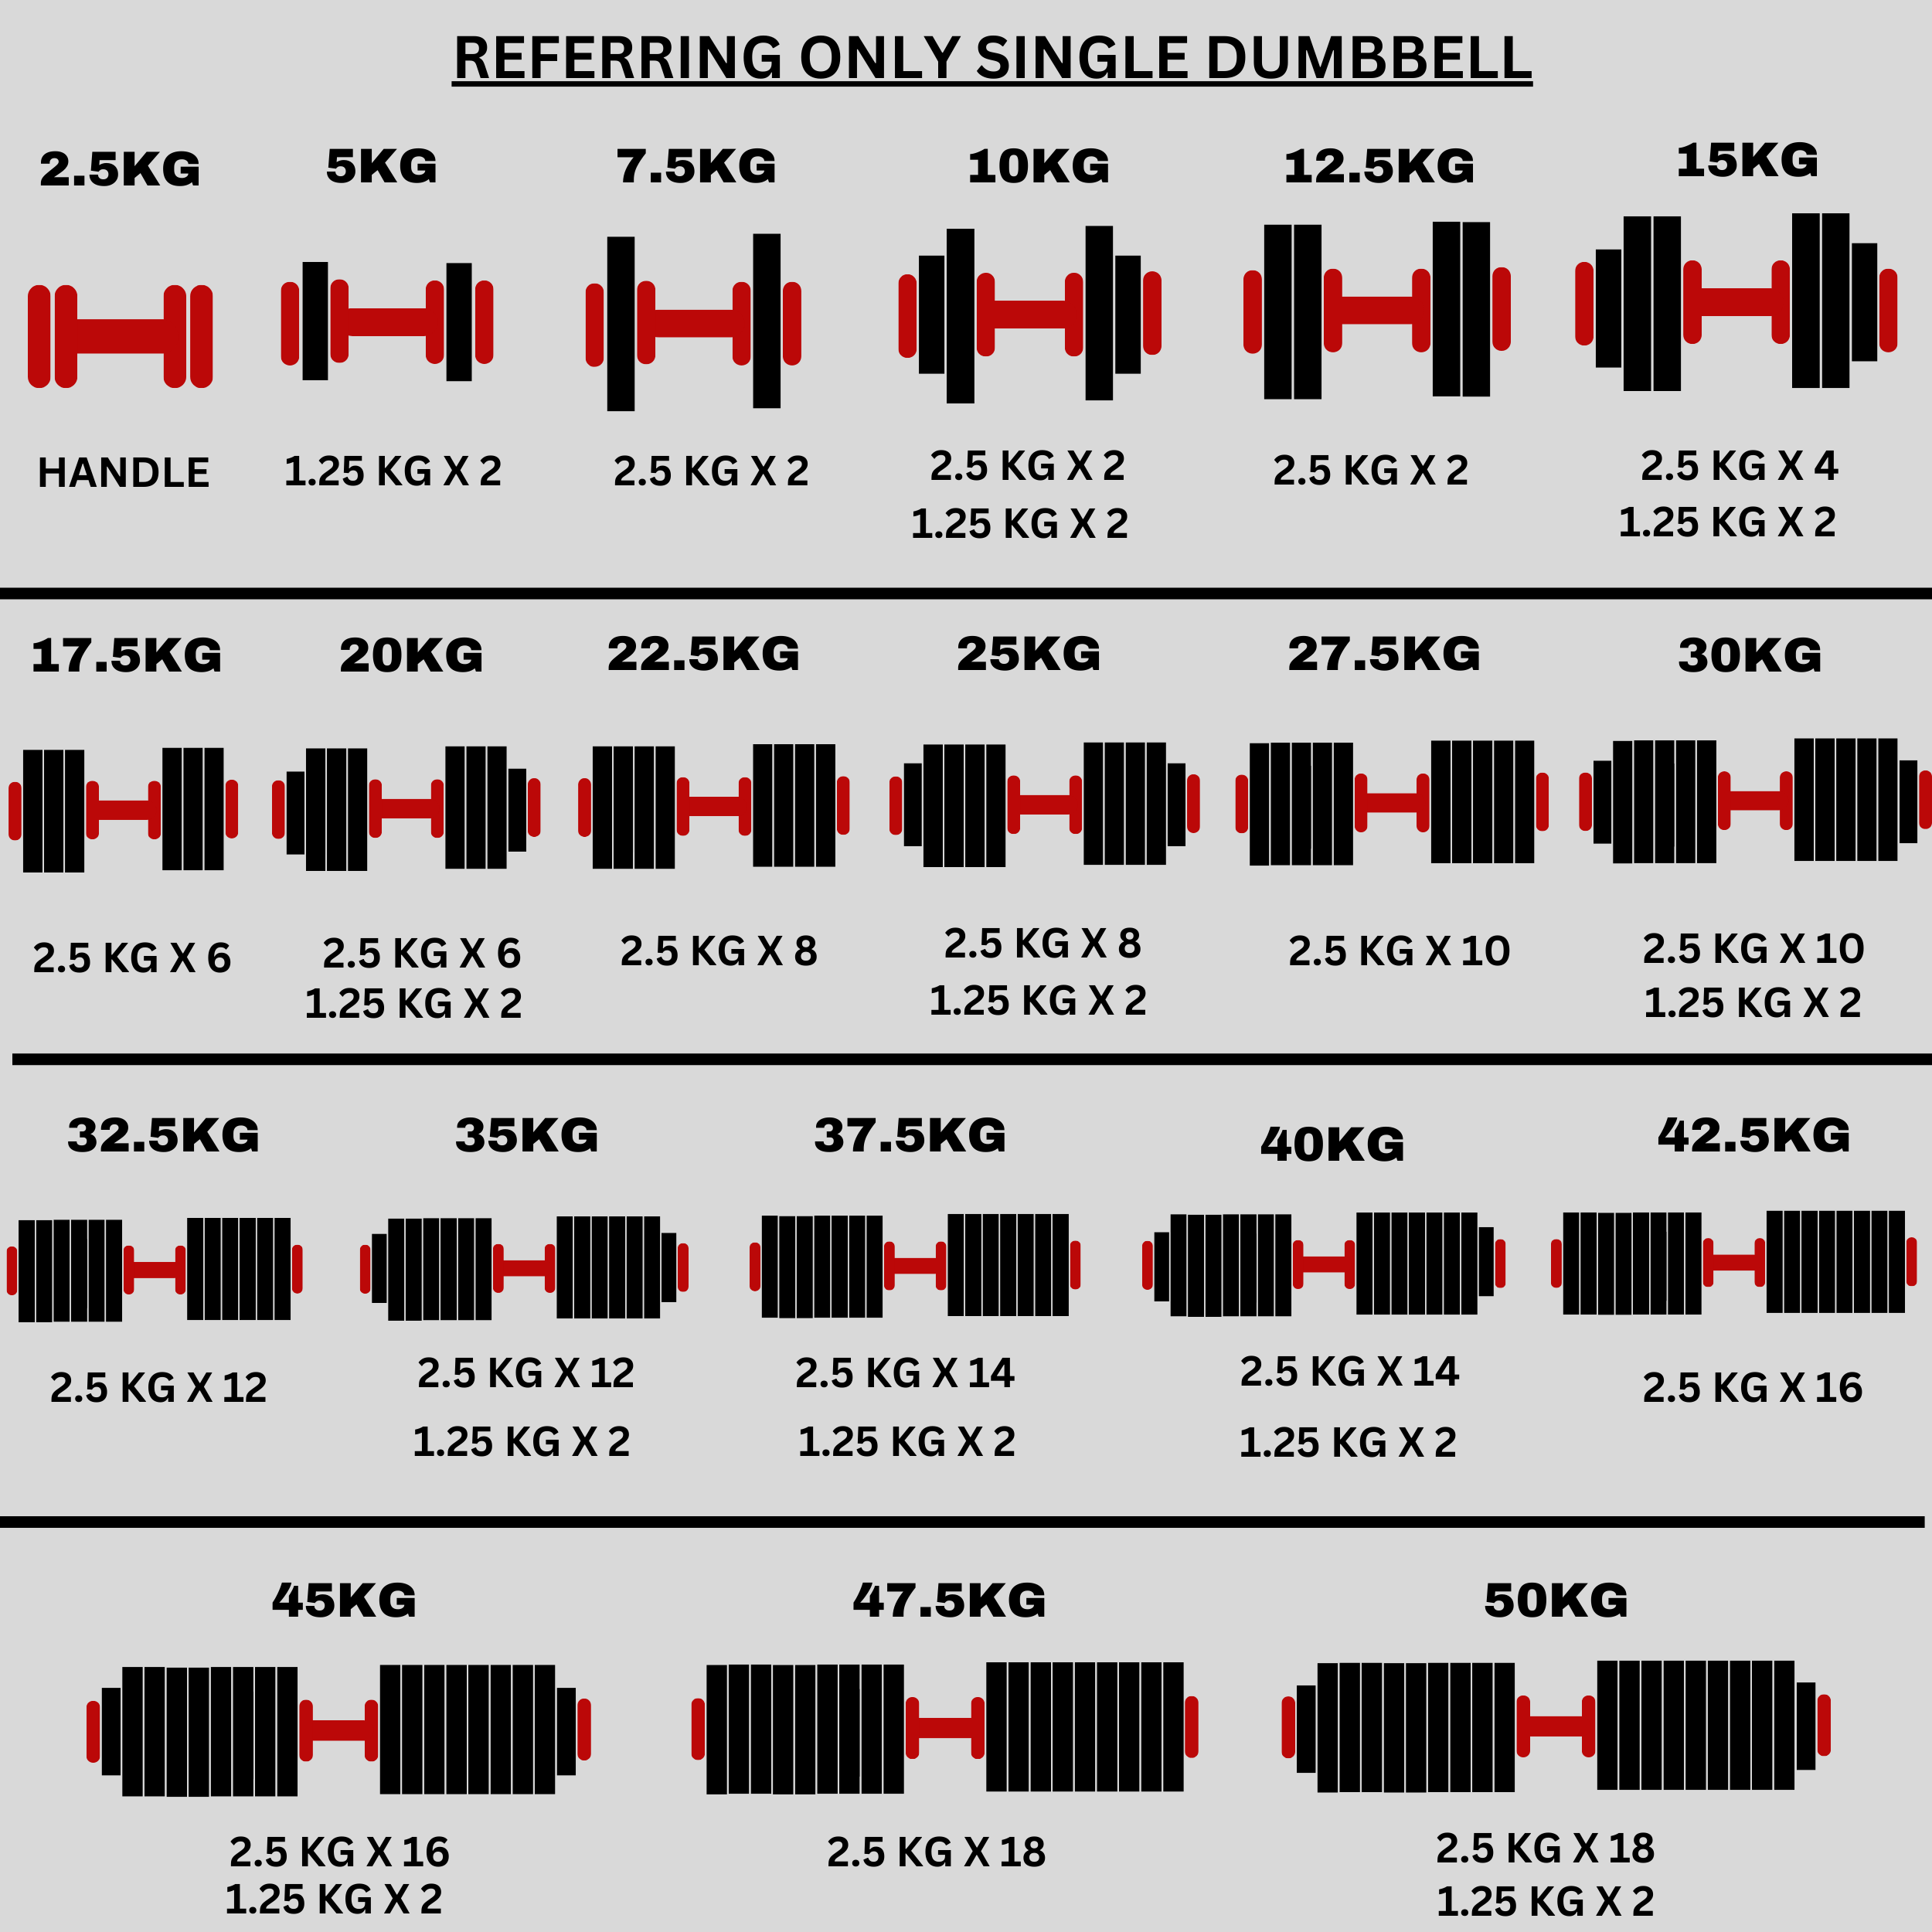 REFERRING ONLY SINGLE DUMBBELL
2.5KG
5KG
7.5KG
10KG
12.5KG
15KG
HANDLE
1.25 KG X 2
2.5 KG X 2
2.5 KG X 2
1.25 KG X 2
2.5 KG X 2
2.5 KG X 4
1.25 KG X 2
17.5KG
20KG
22.5KG
25KG
27.5KG
30KG
2.5 KG X 6
2.5 KG X 6
1.25 KG X 2
2.5 KG X 8
2.5 KG X 8
1.25 KG X 2
2.5 KG X 10
2.5 KG X 10
1.25 KG X 2
32.5KG
35KG
37.5KG
40KG
42.5KG
2.5 KG X 12
2.5 KG X 12
1.25 KG X 2
2.5 KG X 14
1.25 KG X 2
2.5 KG X 14
1.25 KG X 2
2.5 KG X 16
45KG
47.5KG
50KG
2.5 KG X 16
1.25 KG X 2
2.5 KG X 18
2.5 KG X 18
1.25 KG X 2